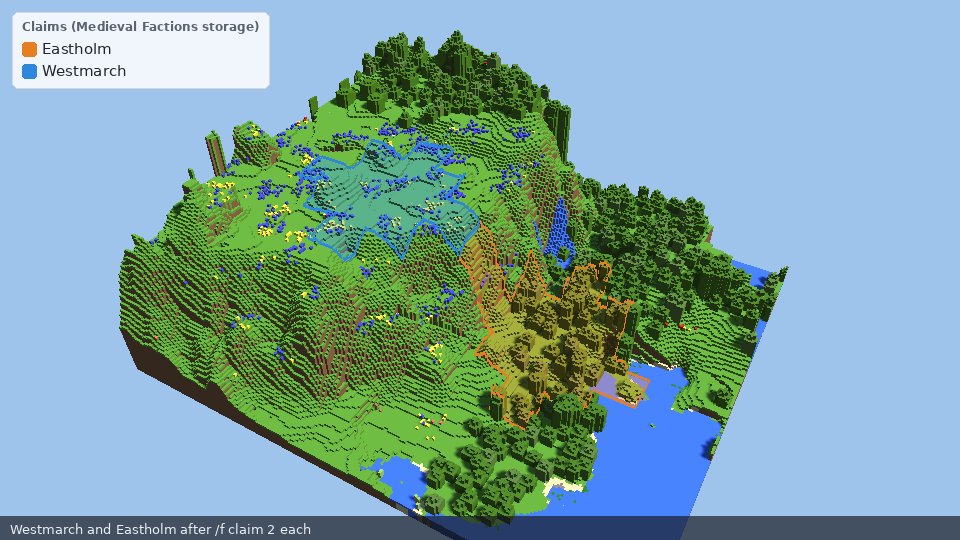 Claims (Medieval Factions storage)
Eastholm
Westmarch
Westmarch and Eastholm after /f claim 2 each